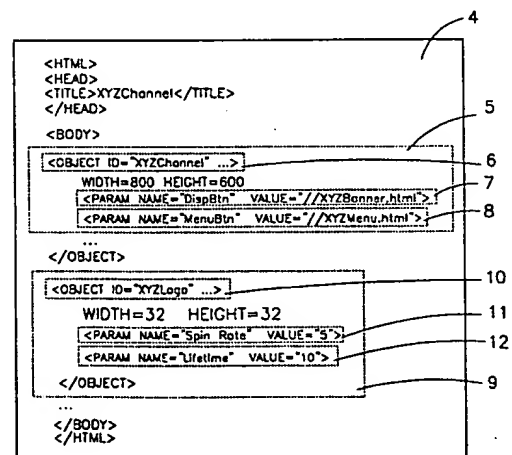 4
<HTML>
<HEAD>
<TITLE>XYZChannel</TITLE>
</HEAD>
<BODY>
5
<OBJECT ID="XYZChannel" ...>
6
WIDTH=800 HEIGHT=600
7
<PARAM NAME="DispBtn" VALUE="//XYZBanner.html">
<PARAM NAME="MenuBtn" VALUE="//XYZMenu.html">
8
...
</OBJECT>
<OBJECT ID="XYZLogo" ...>
10
WIDTH=32 HEIGHT=32
<PARAM NAME="Spin Rate" VALUE="5">
11
<PARAM NAME="Lifetime" VALUE="10">
12
</OBJECT>
9
...
</BODY>
</HTML>